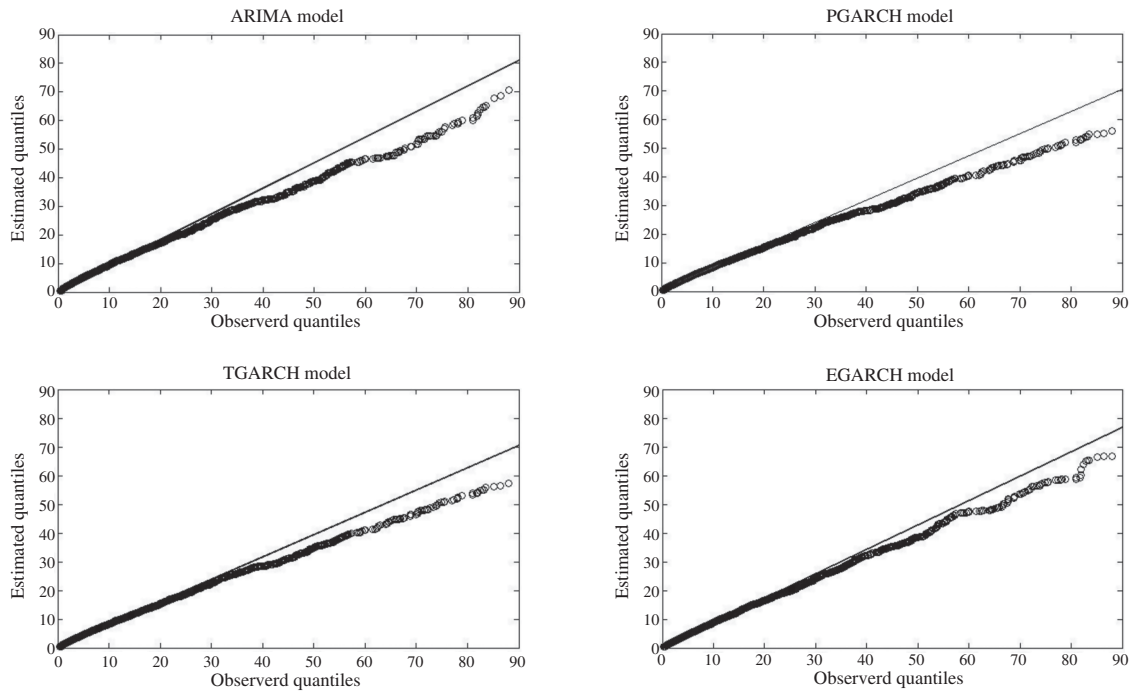 ARIMA model
90
80
70
60
50
40
30
20
10
0
Estimated quantiles
0 10 20 30 40 50 60 70 80 90
Observerd quantiles
PGARCH model
90
80
70
60
50
40
30
20
10
0
Estimated quantiles
0 10 20 30 40 50 60 70 80 90
Observerd quantiles
TGARCH model
90
80
70
60
50
40
30
20
10
0
Estimated quantiles
0 10 20 30 40 50 60 70 80 90
Observerd quantiles
EGARCH model
90
80
70
60
50
40
30
20
10
0
Estimated quantiles
0 10 20 30 40 50 60 70 80 90
Observerd quantiles